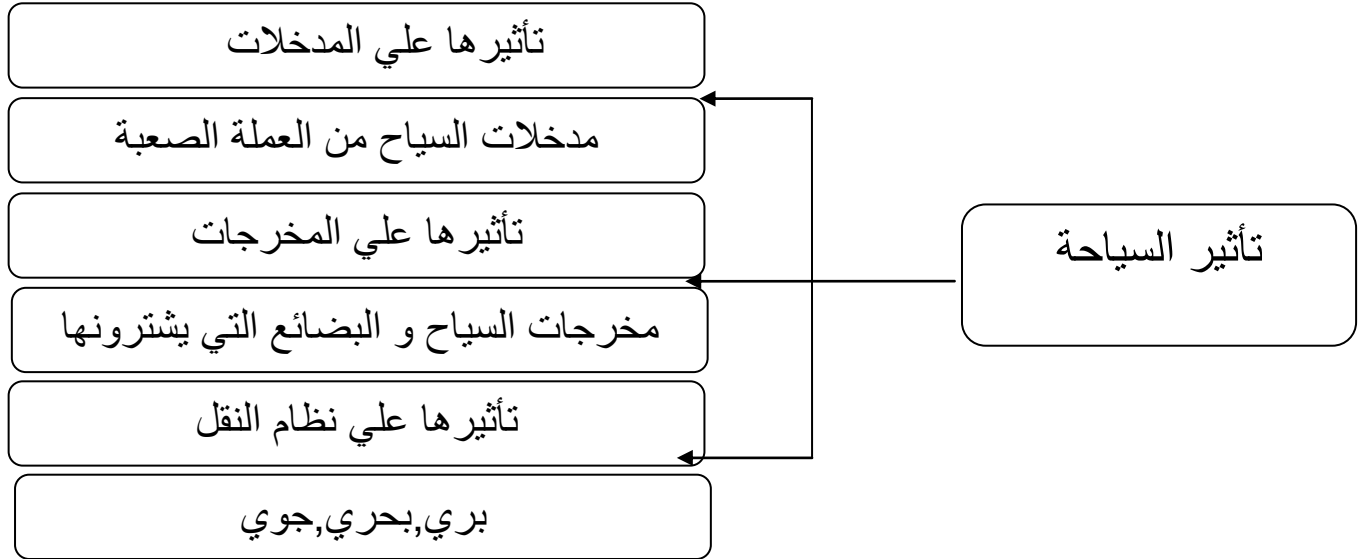 تأثير السياحة
تأثيرها علي المدخلات
مدخلات السياح من العملة الصعبة
تأثيرها علي المخرجات
مخرجات السياح و البضائع التي يشترونها
تأثيرها علي نظام النقل
بري,بحري,جوي